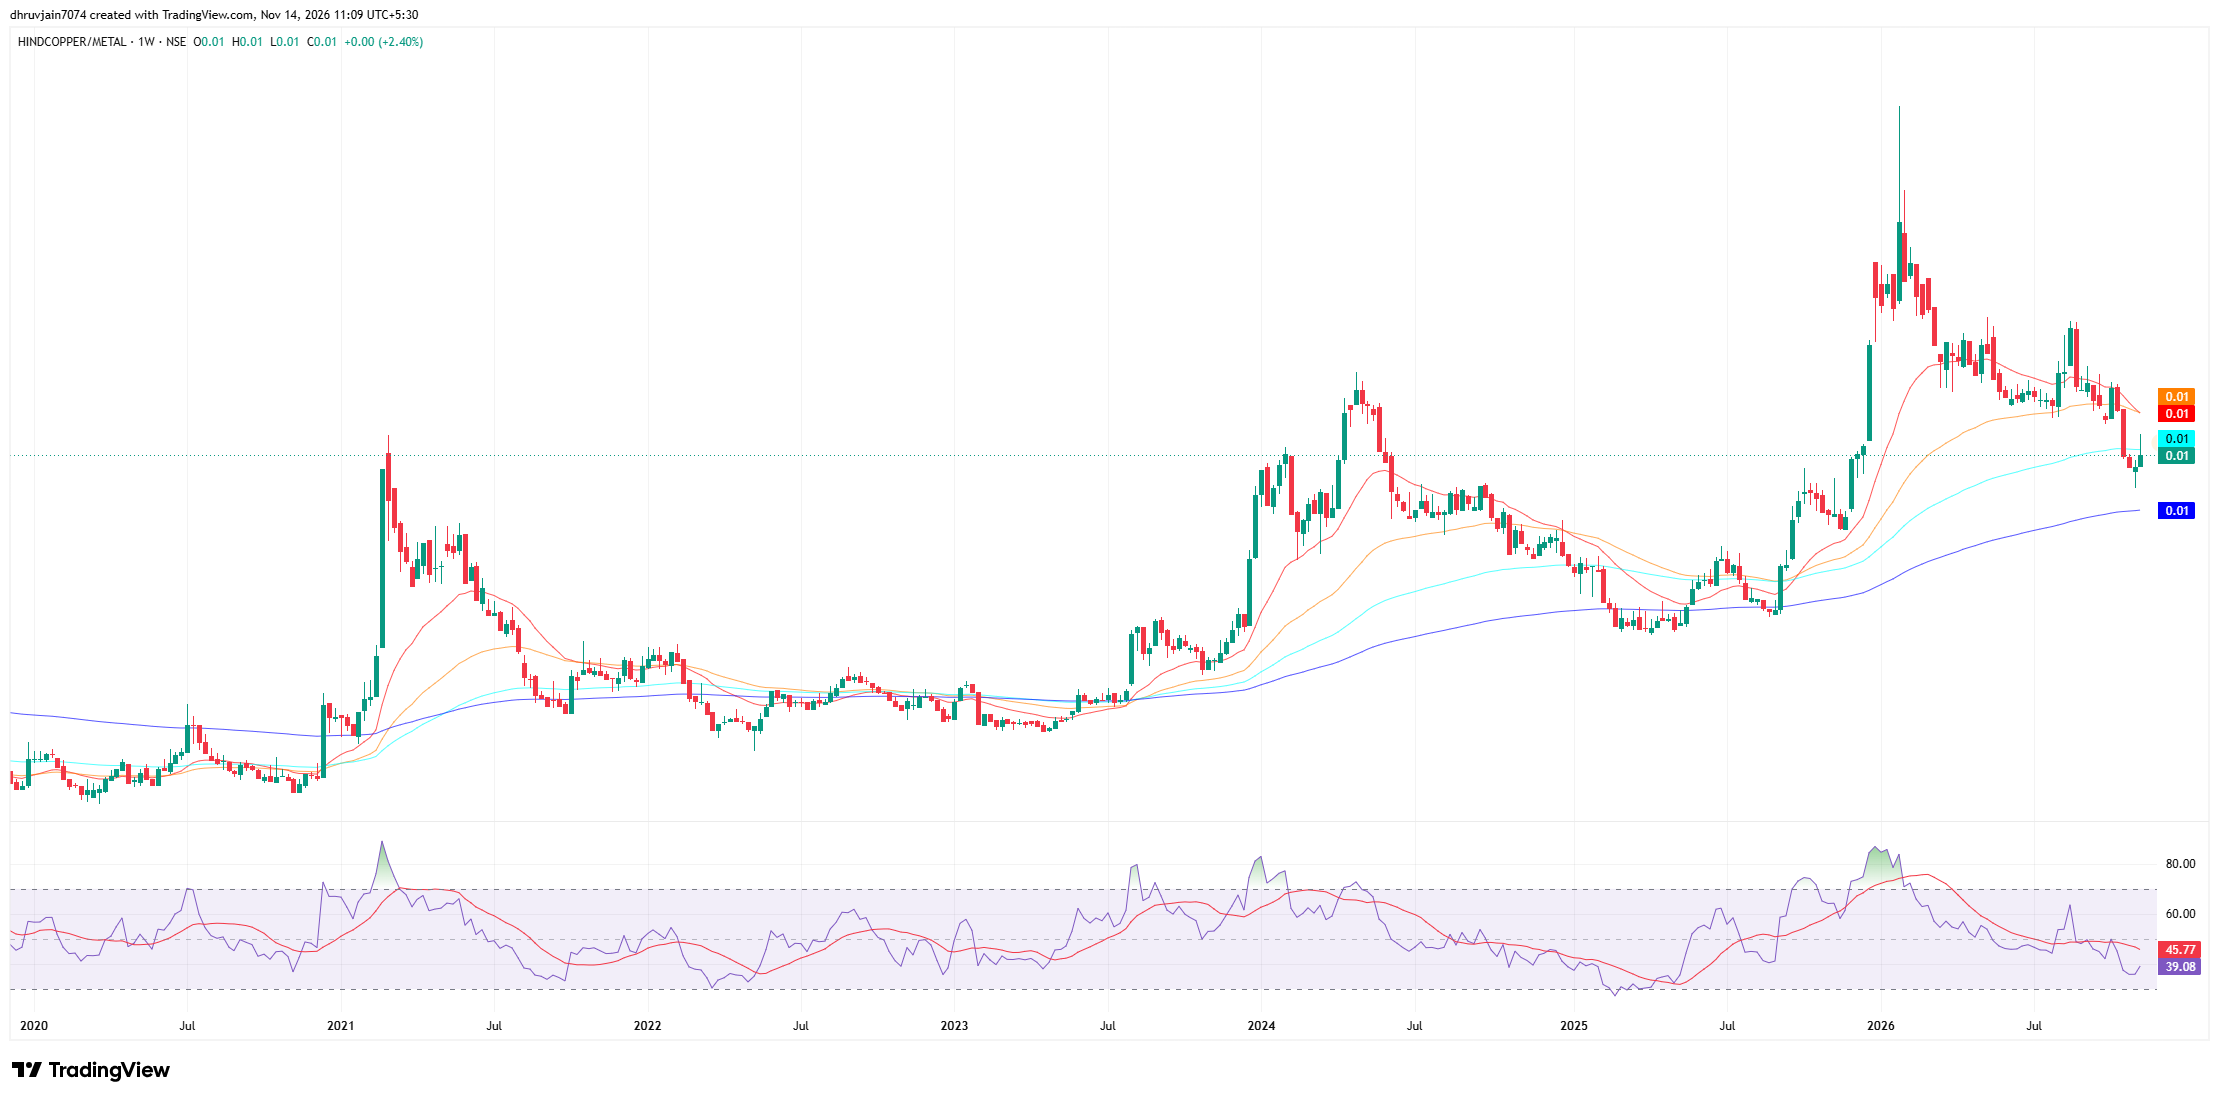 dhruvjain7074 created with TradingView.com, Nov 14, 2026 11:09 UTC+5:30
HINDCOPPER/METAL · 1W · NSE O0.01 H0.01 L0.01 C0.01 +0.00 (+2.40%)
0.01
0.01
0.01
0.01
0.01
80.00
60.00
45.77
39.08
2020 Jul 2021 Jul 2022 Jul 2023 Jul 2024 Jul 2025 Jul 2026 Jul
TradingView